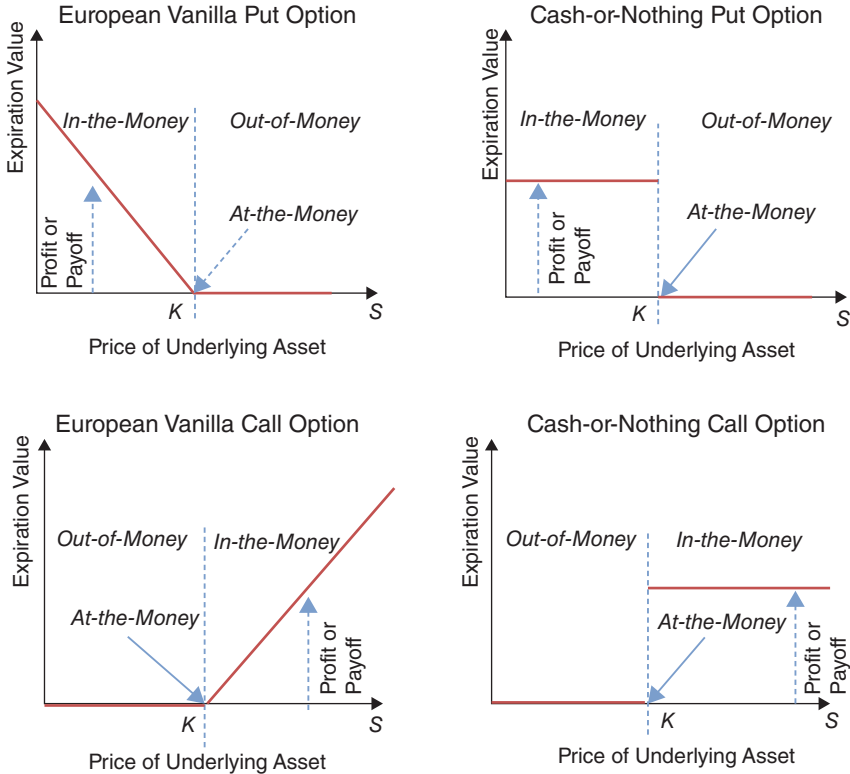 European Vanilla Put Option
Expiration Value
In-the-Money
Out-of-Money
At-the-Money
Profit or
Payoff
K
S
Price of Underlying Asset
Cash-or-Nothing Put Option
Expiration Value
In-the-Money
Out-of-Money
At-the-Money
Profit or
Payoff
K
S
Price of Underlying Asset
European Vanilla Call Option
Expiration Value
Out-of-Money
In-the-Money
At-the-Money
Profit or
Payoff
K
S
Price of Underlying Asset
Cash-or-Nothing Call Option
Expiration Value
Out-of-Money
In-the-Money
At-the-Money
Profit or
Payoff
K
S
Price of Underlying Asset